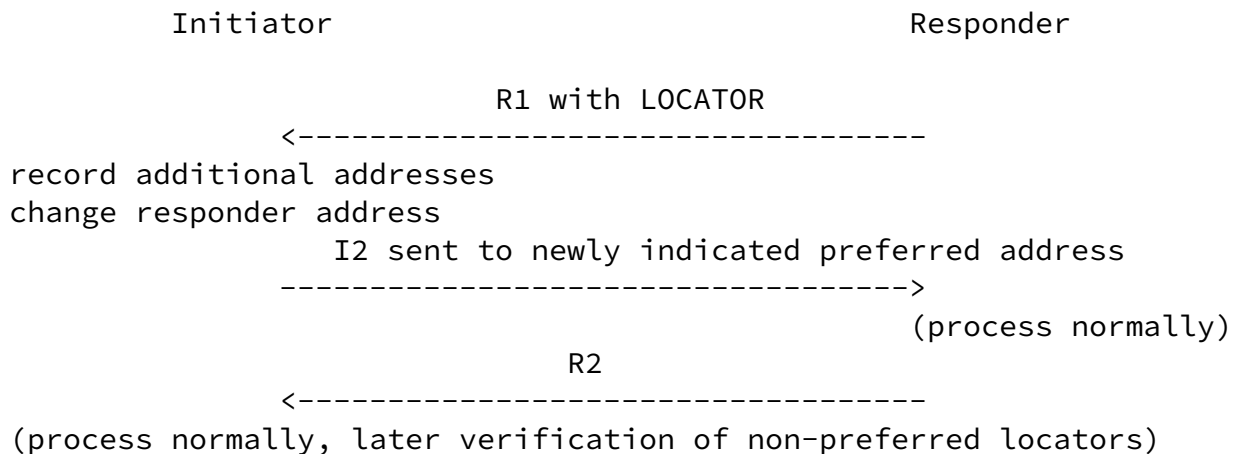 Initiator Responder
R1 with LOCATOR
<-----------------------------------
record additional addresses
change responder address
I2 sent to newly indicated preferred address
----------------------------------->
(process normally)
R2
<-----------------------------------
(process normally, later verification of non-preferred locators)